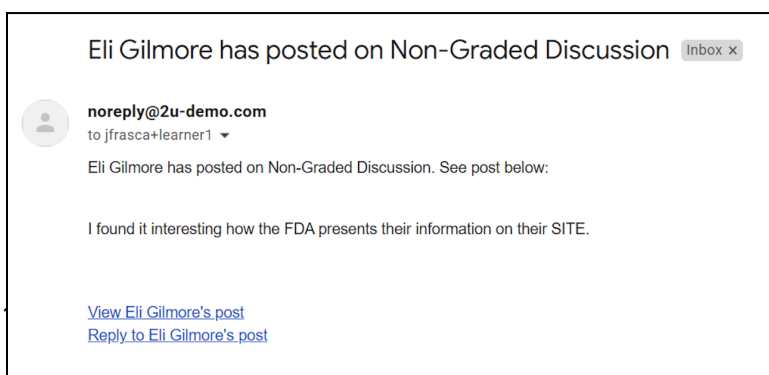 Eli Gilmore has posted on Non-Graded Discussion Inbox x
noreply@2u-demo.com
to jfrasca+learner1
Eli Gilmore has posted on Non-Graded Discussion. See post below:
I found it interesting how the FDA presents their information on their SITE.
View Eli Gilmore's post
Reply to Eli Gilmore's post